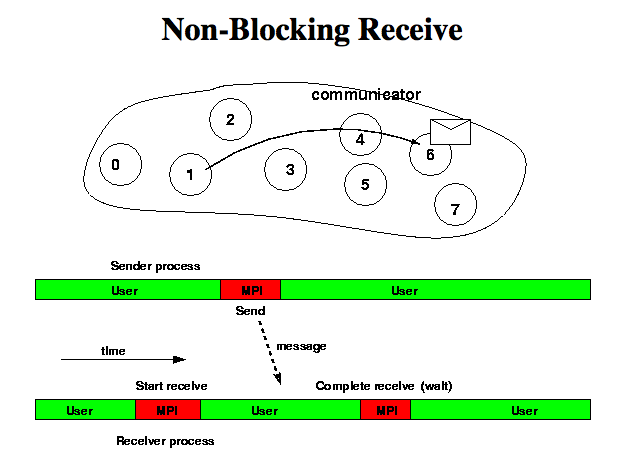 Non-Blocking Receive
communicator
2
4
6
0
1
3
5
7
Sender process
User MPI User
Send
message
time
Start receive Complete receive (wait)
User MPI User MPI User
Receiver process